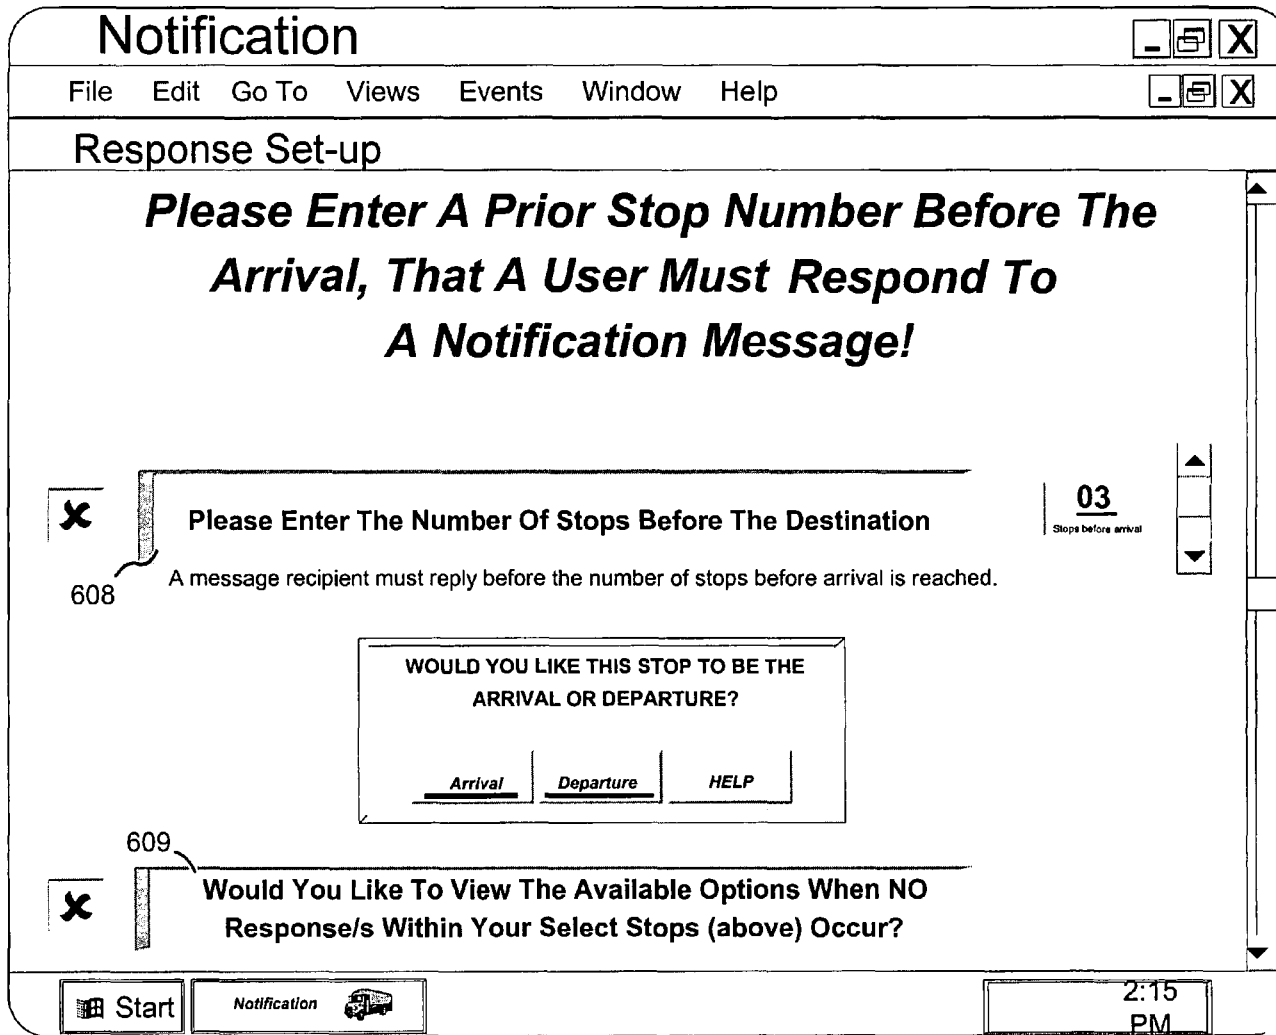 Notification
File Edit Go To Views Events Window Help
Response Set-up
Please Enter A Prior Stop Number Before The
Arrival, That A User Must Respond To
A Notification Message!
Please Enter The Number Of Stops Before The Destination
03
Stops before arrival
608
A message recipient must reply before the number of stops before arrival is reached.
WOULD YOU LIKE THIS STOP TO BE THE
ARRIVAL OR DEPARTURE?
Arrival Departure HELP
609
Would You Like To View The Available Options When NO
Response/s Within Your Select Stops (above) Occur?
Start Notification 2:15
PM